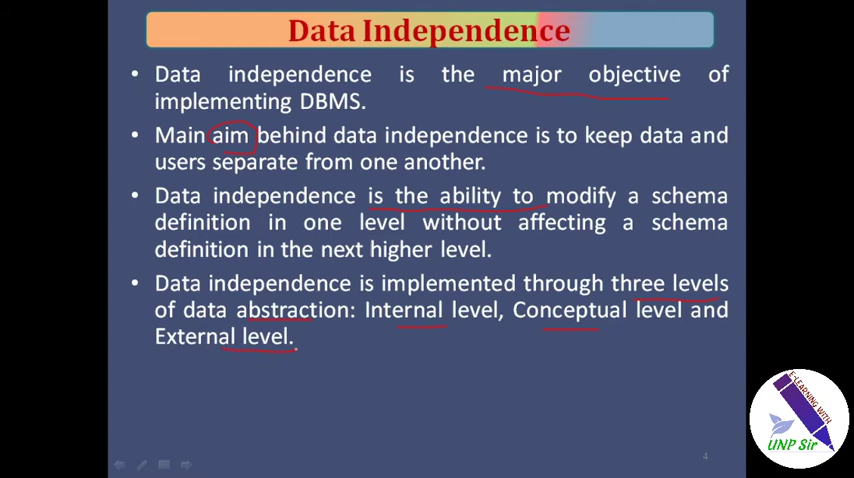 Data Independence
• Data independence is the major objective of
implementing DBMS.
• Main aim behind data independence is to keep data and
users separate from one another.
• Data independence is the ability to modify a schema
definition in one level without affecting a schema
definition in the next higher level.
• Data independence is implemented through three levels
of data abstraction: Internal level, Conceptual level and
External level.
E-LEARNING WITH
UNP Sir
4